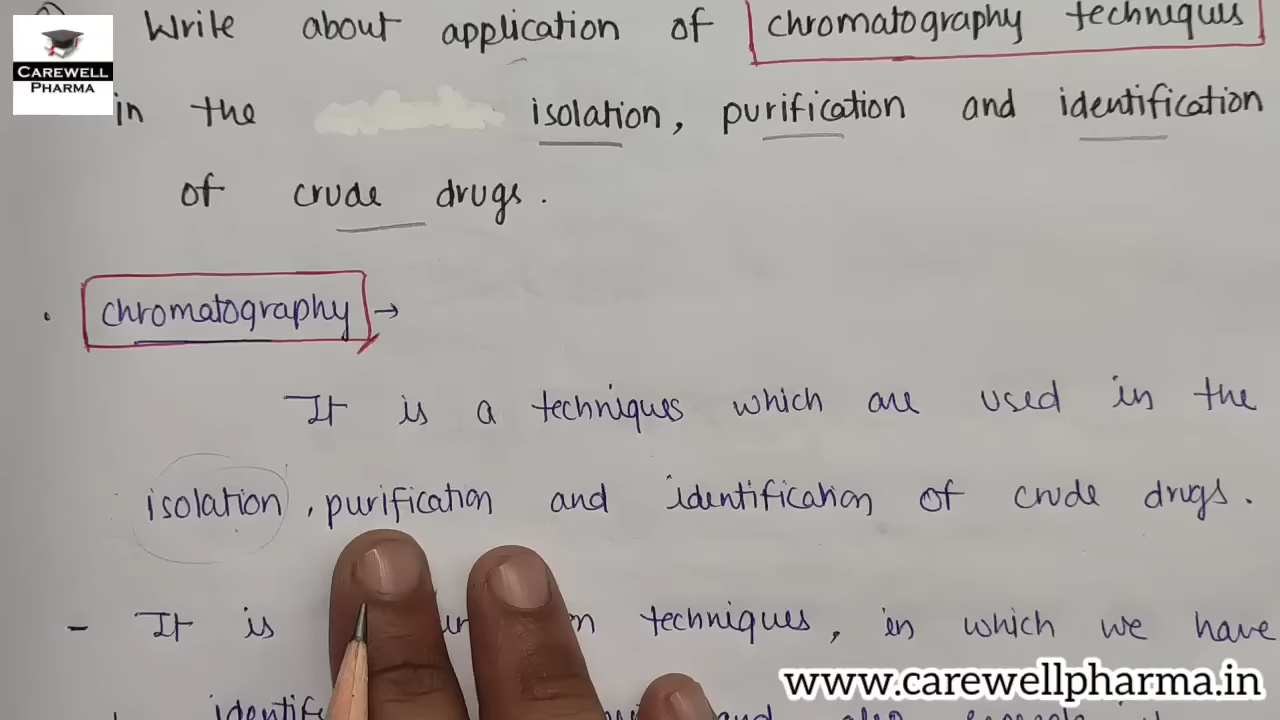 CAREWELL
PHARMA
Write about application of chromatography techniques
in the isolation, purification and identification
of crude drugs.
. chromatography →
It is a techniques which are used in the
isolation, purification and identification of crude drugs.
- It is techniques, in which we have
and also
www.carewellpharma.in